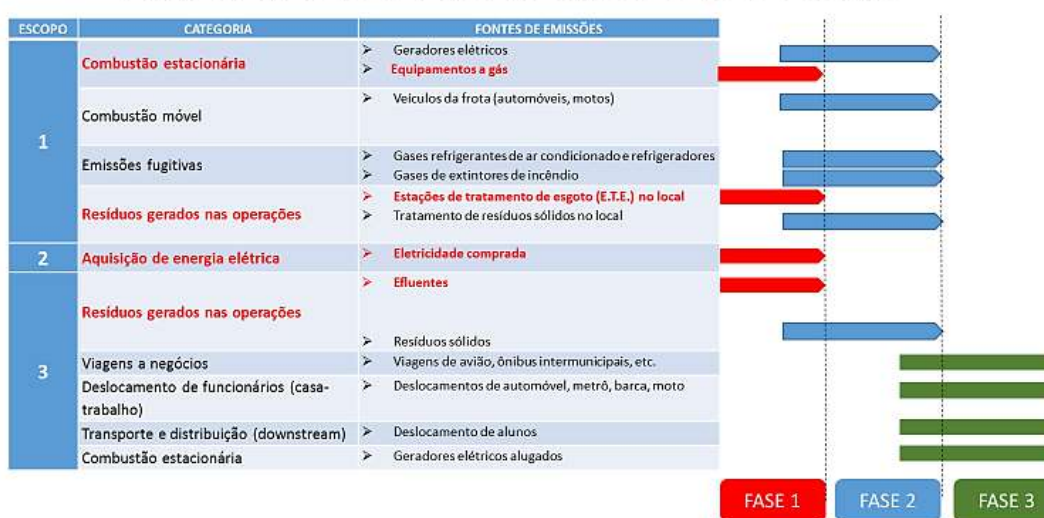 ESCOPO CATEGORIA FONTES DE EMISSÕES
1
Combustão estacionária
➢ Geradores elétricos
➢ Equipamentos a gás
Combustão móvel
➢ Veículos da frota (automóveis, motos)
Emissões fugitivas
➢ Gases refrigerantes de ar condicionado e refrigeradores
➢ Gases de extintores de incêndio
Resíduos gerados nas operações
➢ Estações de tratamento de esgoto (E.T.E.) no local
➢ Tratamento de resíduos sólidos no local
2 Aquisição de energia elétrica ➢ Eletricidade comprada
3
Resíduos gerados nas operações
➢ Efluentes
➢ Resíduos sólidos
Viagens a negócios ➢ Viagens de avião, ônibus intermunicipais, etc.
Deslocamento de funcionários (casa-
trabalho)
➢ Deslocamentos de automóvel, metrô, barca, moto
Transporte e distribuição (downstream) ➢ Deslocamento de alunos
Combustão estacionária ➢ Geradores elétricos alugados
FASE 1 FASE 2 FASE 3